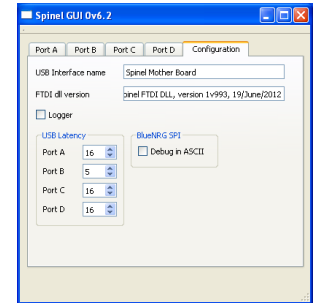 Spinel GUI 0v6.2
Port A Port B Port C Port D Configuration
USB Interface name Spinel Mother Board
FTDI dll version pinel FTDI DLL, version 1v993, 19/June/2012
Logger
USB Latency BlueNRG SPI
Port A 16 Debug in ASCII
Port B 5
Port C 16
Port D 16